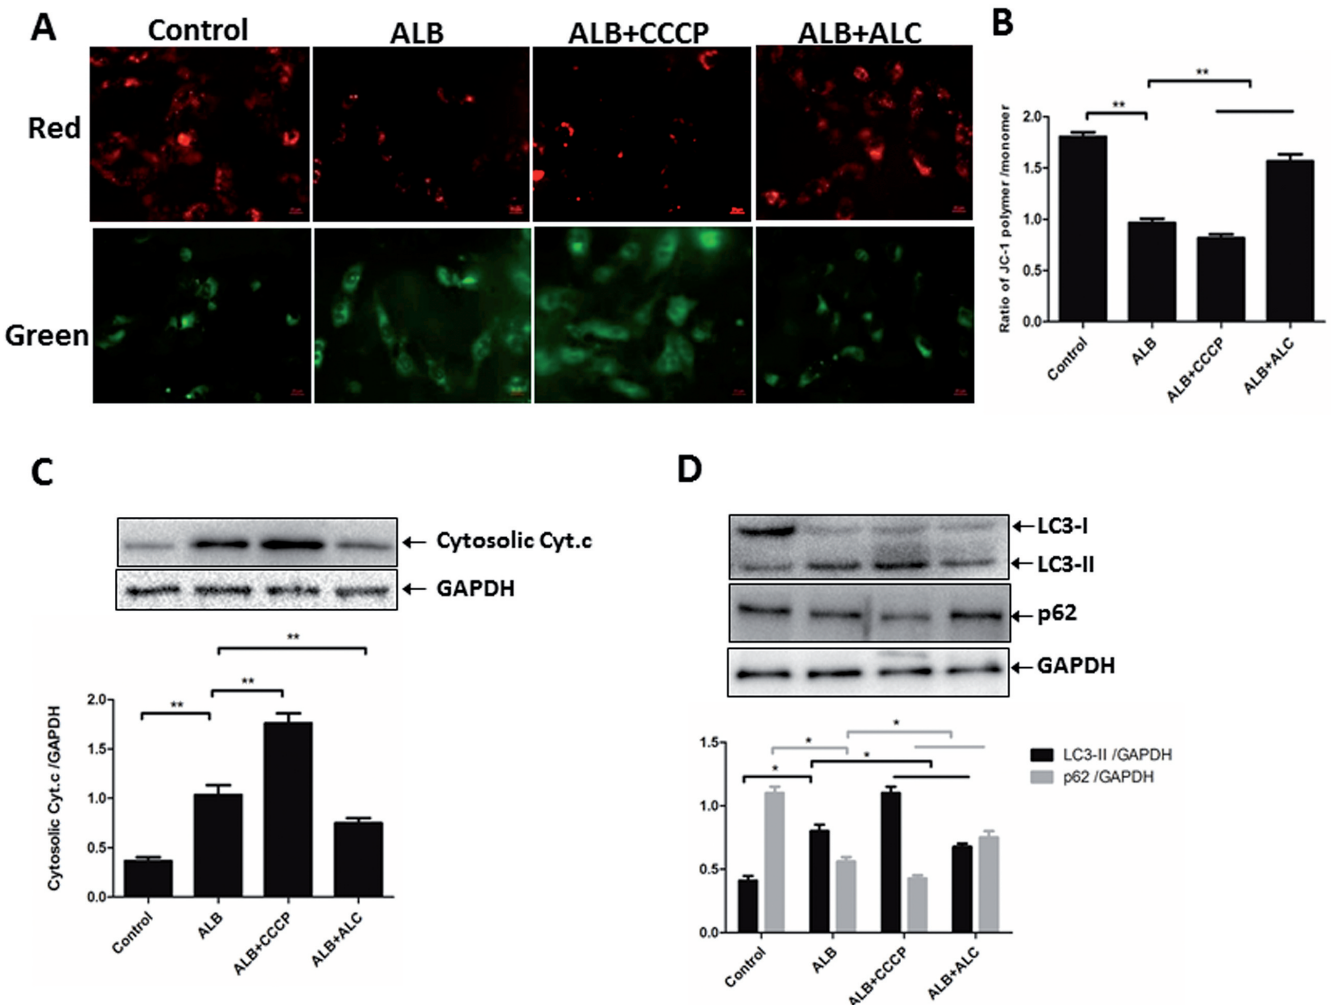 A
Control
ALB
ALB+CCCP
ALB+ALC
Red
Green
B
**
**
Ratio of JC-1 polymer /monomer
2.0
1.5
1.0
0.5
0.0
Control
ALB
ALB+CCCP
ALB+ALC
C
Cytosolic Cyt.c
GAPDH
**
**
**
Cytosolic Cyt.c /GAPDH
2.0
1.5
1.0
0.5
0.0
Control
ALB
ALB+CCCP
ALB+ALC
D
LC3-I
LC3-II
p62
GAPDH
*
*
*
*
1.5
1.0
0.5
0.0
LC3-II /GAPDH
p62 /GAPDH
Control
ALB
ALB+CCCP
ALB+ALC